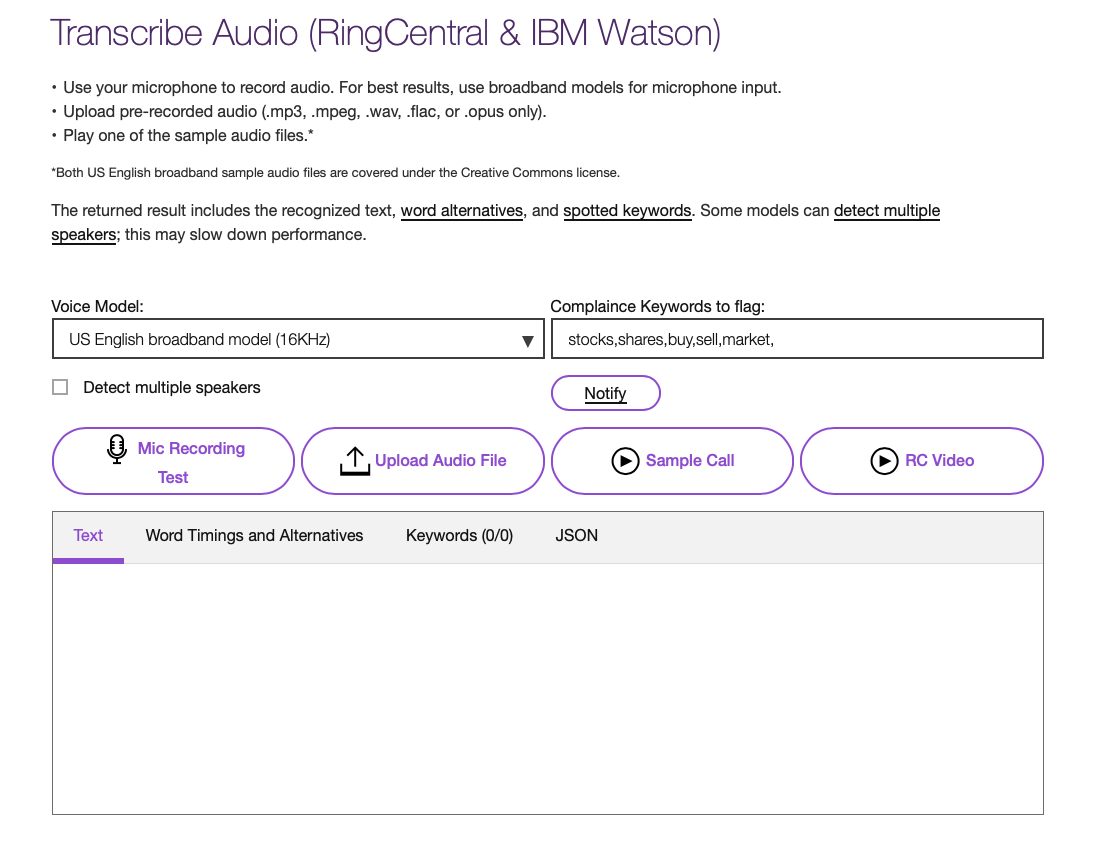 Transcribe Audio (RingCentral & IBM Watson)
• Use your microphone to record audio. For best results, use broadband models for microphone input.
• Upload pre-recorded audio (.mp3, .mpeg, .wav, .flac, or .opus only).
• Play one of the sample audio files.*
*Both US English broadband sample audio files are covered under the Creative Commons license.
The returned result includes the recognized text, word alternatives, and spotted keywords. Some models can detect multiple
speakers; this may slow down performance.
Voice Model:
US English broadband model (16KHz)
Complaince Keywords to flag:
stocks,shares,buy,sell,market,
Detect multiple speakers
Notify
Mic Recording
Test
Upload Audio File
Sample Call
RC Video
Text
Word Timings and Alternatives
Keywords (0/0)
JSON